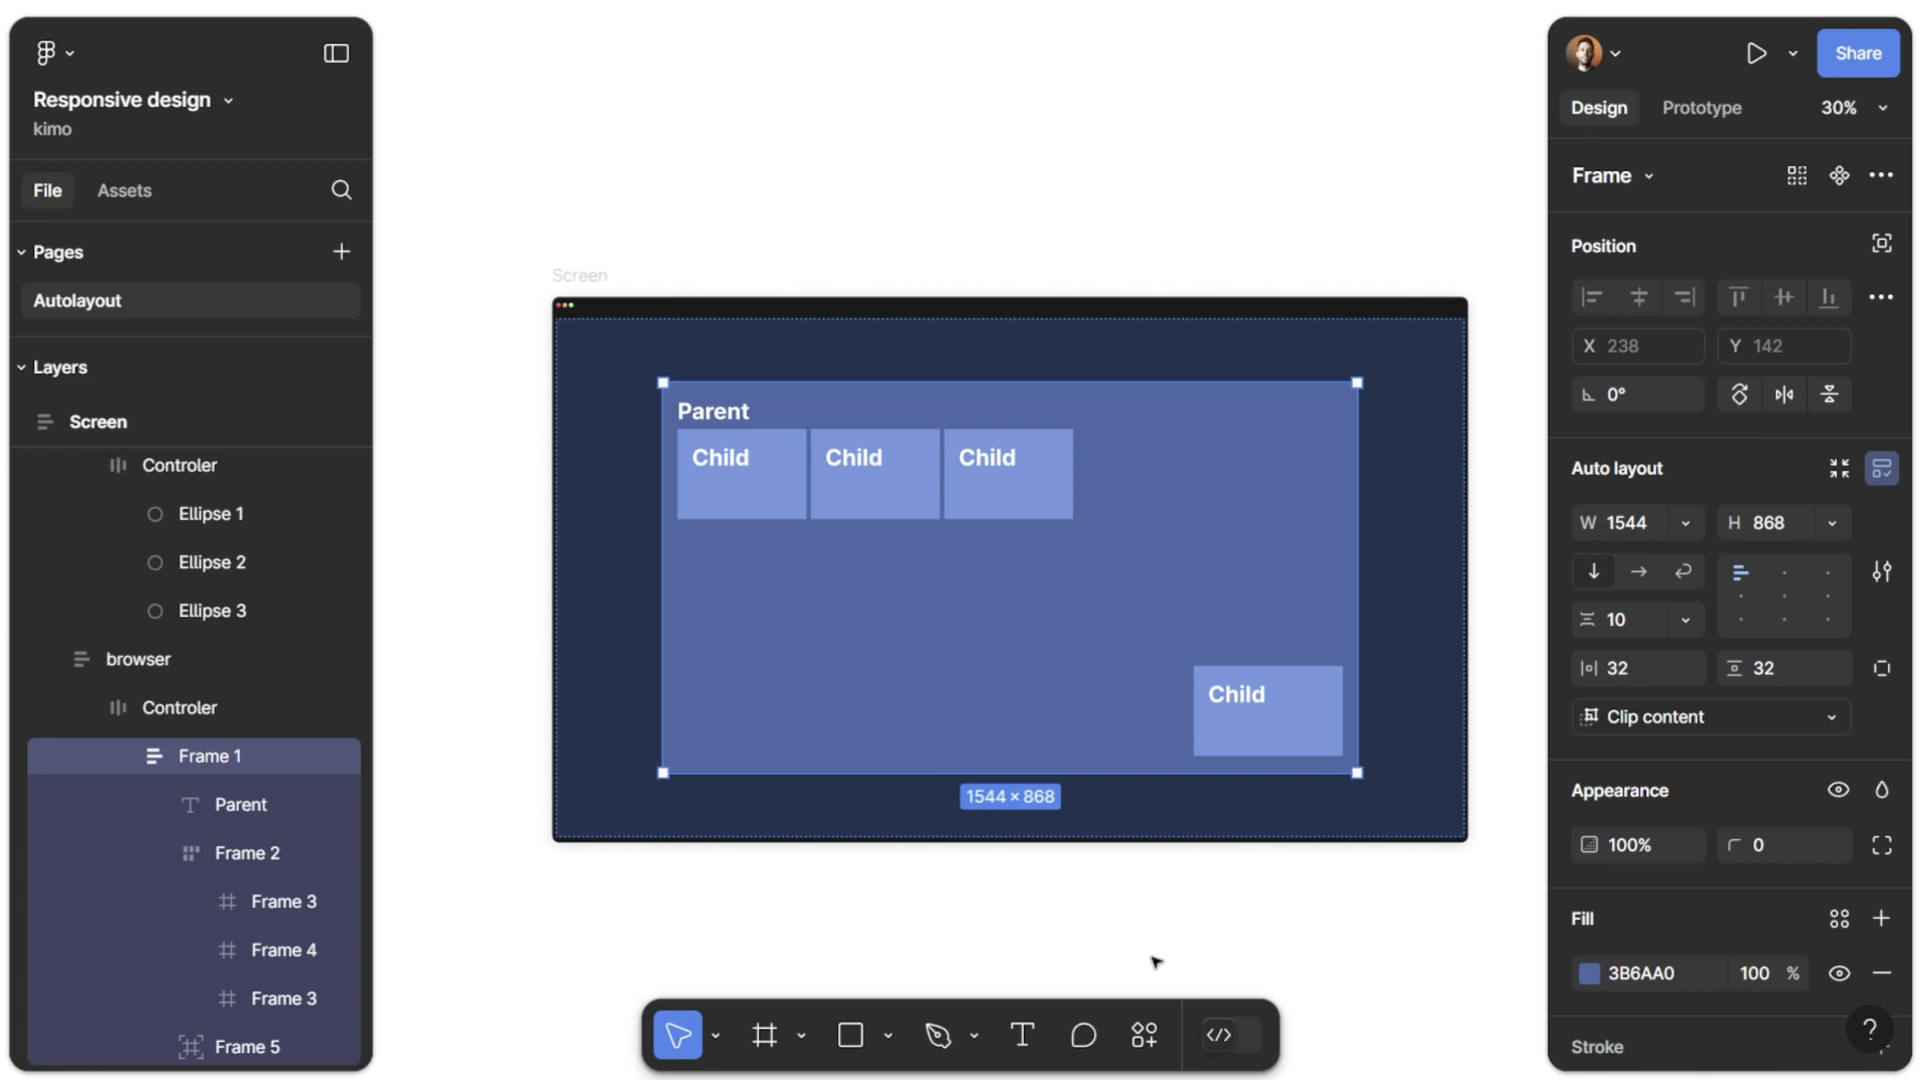 Responsive design
kimo
File Assets
Pages
Autolayout
Layers
Screen
Controler
Ellipse 1
Ellipse 2
Ellipse 3
browser
Controler
Frame 1
Parent
Frame 2
Frame 3
Frame 4
Frame 3
Frame 5
Screen
Parent
Child Child Child
Child
1544 × 868
Share
Design Prototype 30%
Frame
Position
X 238 Y 142
0°
Auto layout
W 1544 H 868
10
32 32
Clip content
Appearance
100% 0
Fill
3B6AA0 100 %
?
Stroke